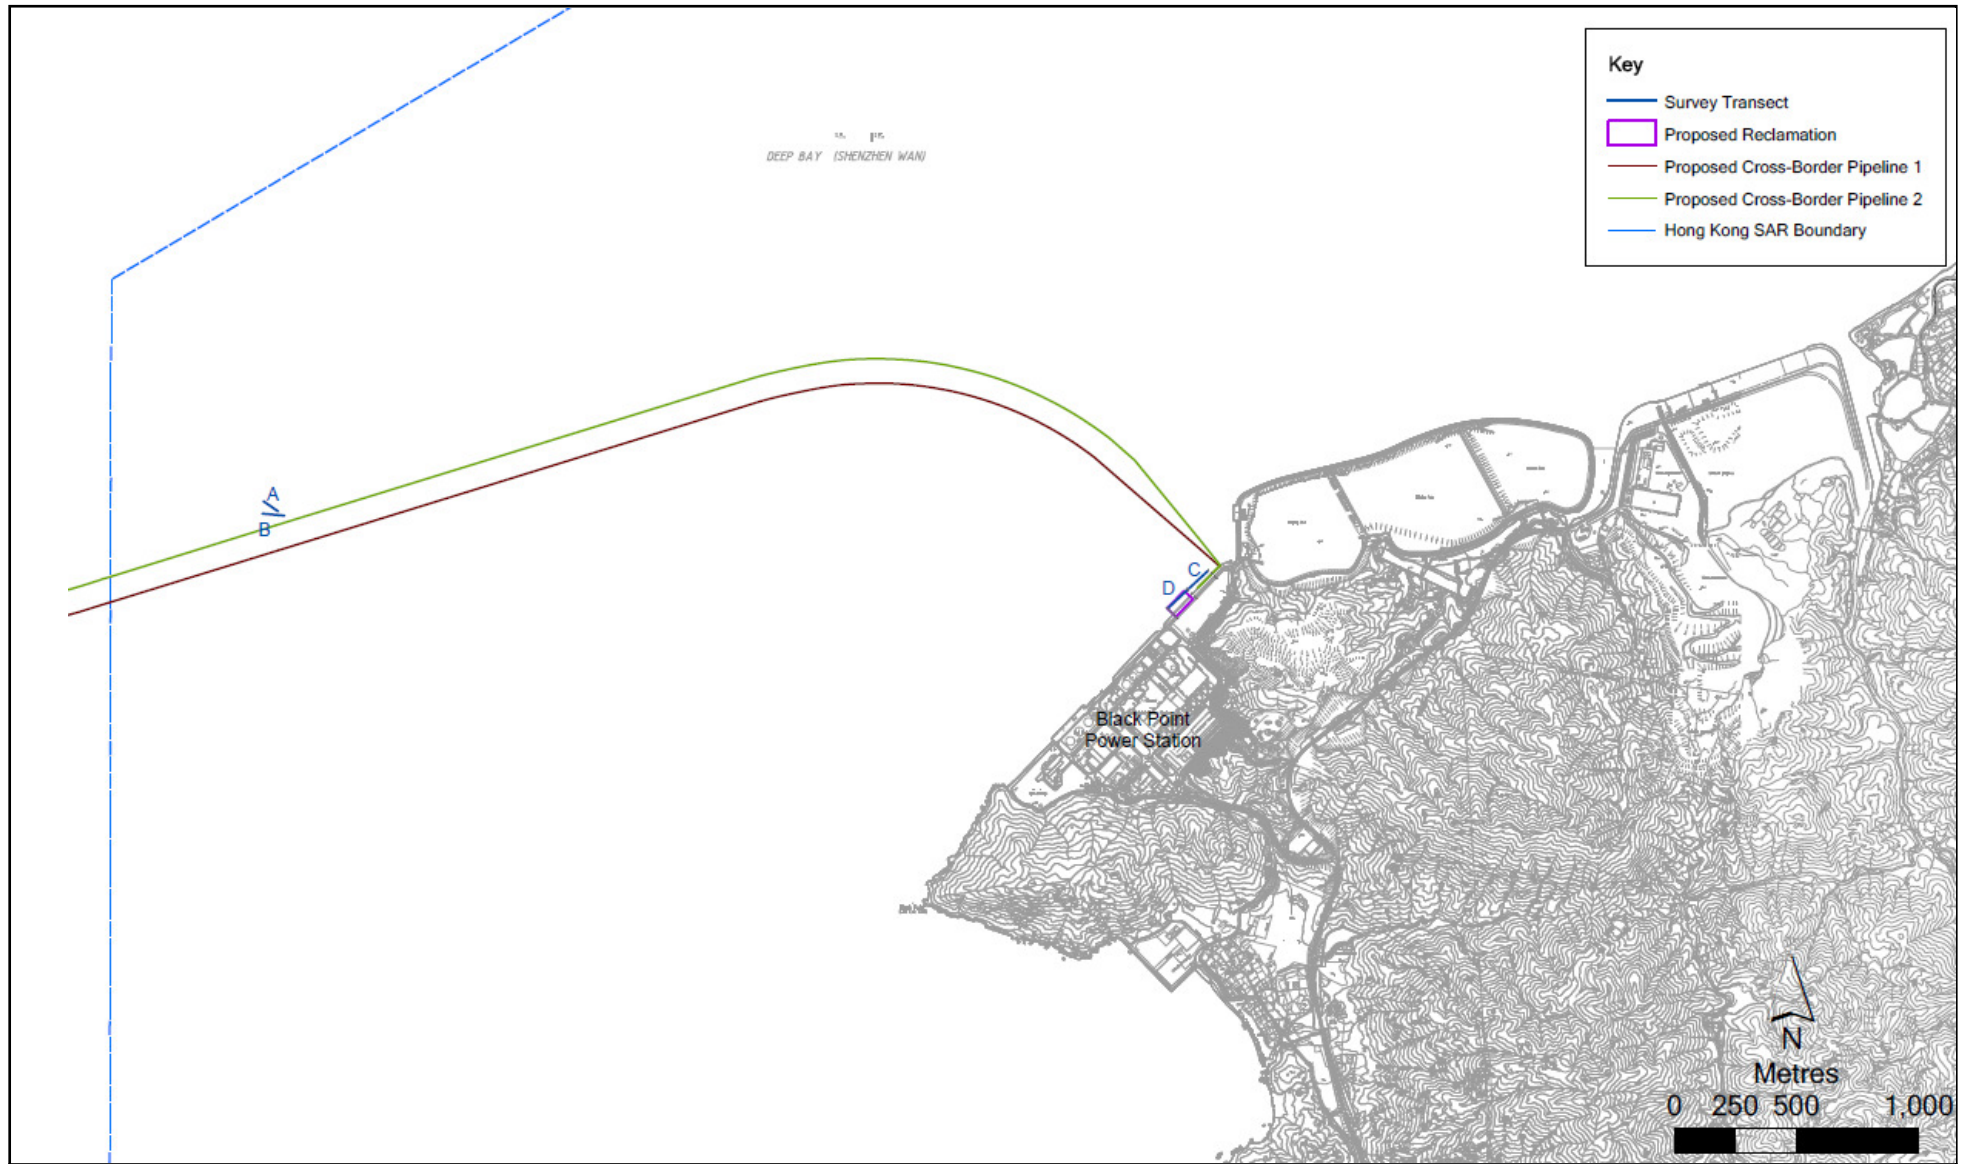 Key
Survey Transect
Proposed Reclamation
Proposed Cross-Border Pipeline 1
Proposed Cross-Border Pipeline 2
Hong Kong SAR Boundary
DEEP BAY (SHENZHEN WAN)
A
B
C
D
Black Point
Power Station
N
Metres
0 250 500 1,000